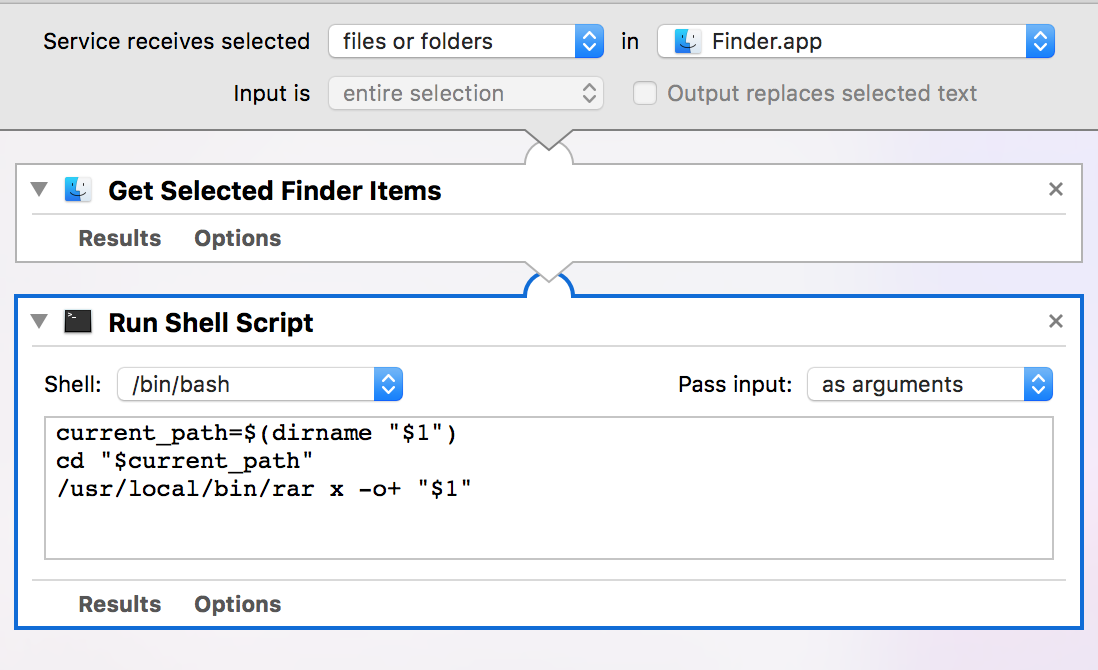 Service receives selected files or folders in Finder.app
Input is entire selection Output replaces selected text
Get Selected Finder Items
Results Options
Run Shell Script
Shell: /bin/bash Pass input: as arguments
current_path=$(dirname "$1")
cd "$current_path"
/usr/local/bin/rar x -o+ "$1"
Results Options